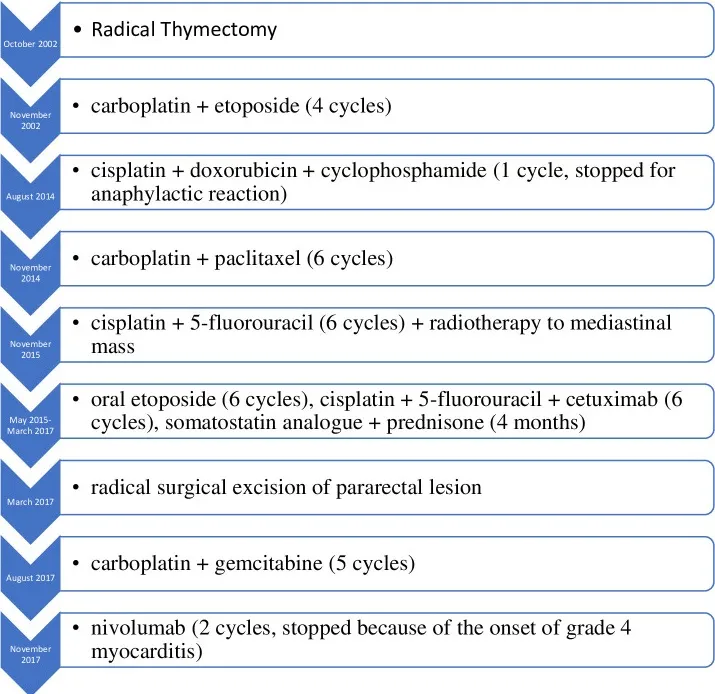 October 2002
• Radical Thymectomy
November
2002
• carboplatin + etoposide (4 cycles)
August 2014
• cisplatin + doxorubicin + cyclophosphamide (1 cycle, stopped for
anaphylactic reaction)
November
2014
• carboplatin + paclitaxel (6 cycles)
November
2015
• cisplatin + 5-fluorouracil (6 cycles) + radiotherapy to mediastinal
mass
May 2015-
March 2017
• oral etoposide (6 cycles), cisplatin + 5-fluorouracil + cetuximab (6
cycles), somatostatin analogue + prednisone (4 months)
March 2017
• radical surgical excision of pararectal lesion
August 2017
• carboplatin + gemcitabine (5 cycles)
November
2017
• nivolumab (2 cycles, stopped because of the onset of grade 4
myocarditis)